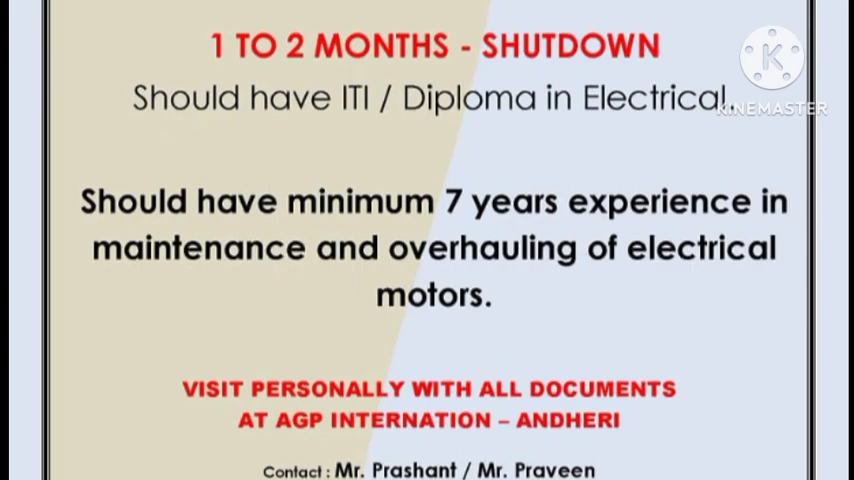 1 TO 2 MONTHS - SHUTDOWN
Should have ITI / Diploma in Electrical.
KINEMASTER
Should have minimum 7 years experience in
maintenance and overhauling of electrical
motors.
VISIT PERSONALLY WITH ALL DOCUMENTS
AT AGP INTERNATION – ANDHERI
Contact : Mr. Prashant / Mr. Praveen